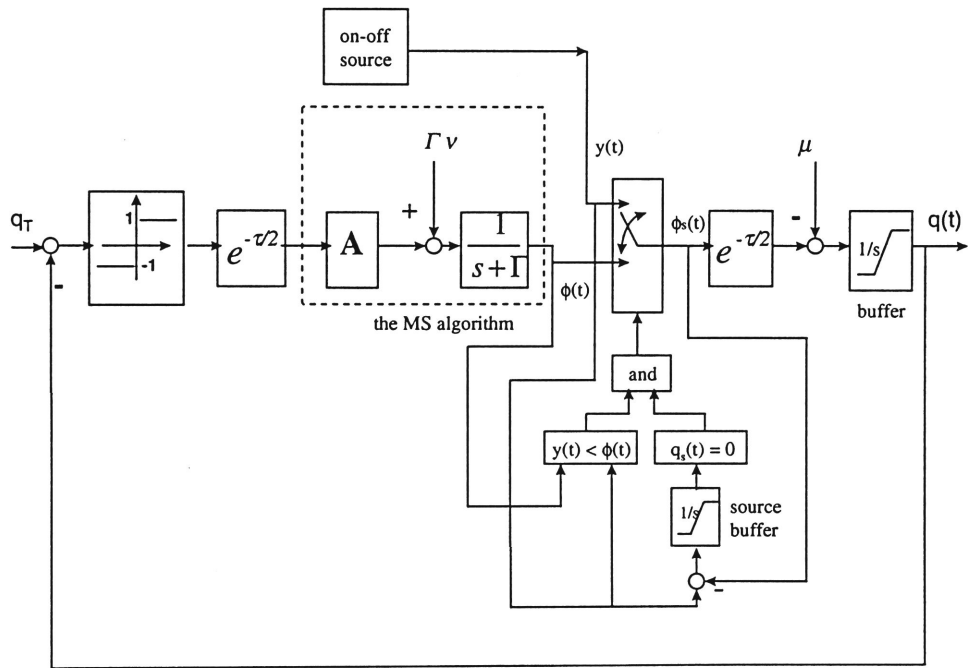 on-off
source
Γ ν
y(t)
μ
q_T
1
-1
e^{-τ/2}
A
+
1
s+Γ
ϕ_s(t)
e^{-τ/2}
-
1/s
q(t)
-
ϕ(t)
buffer
the MS algorithm
and
y(t) < ϕ(t)
q_s(t) = 0
1/s
source
buffer
-